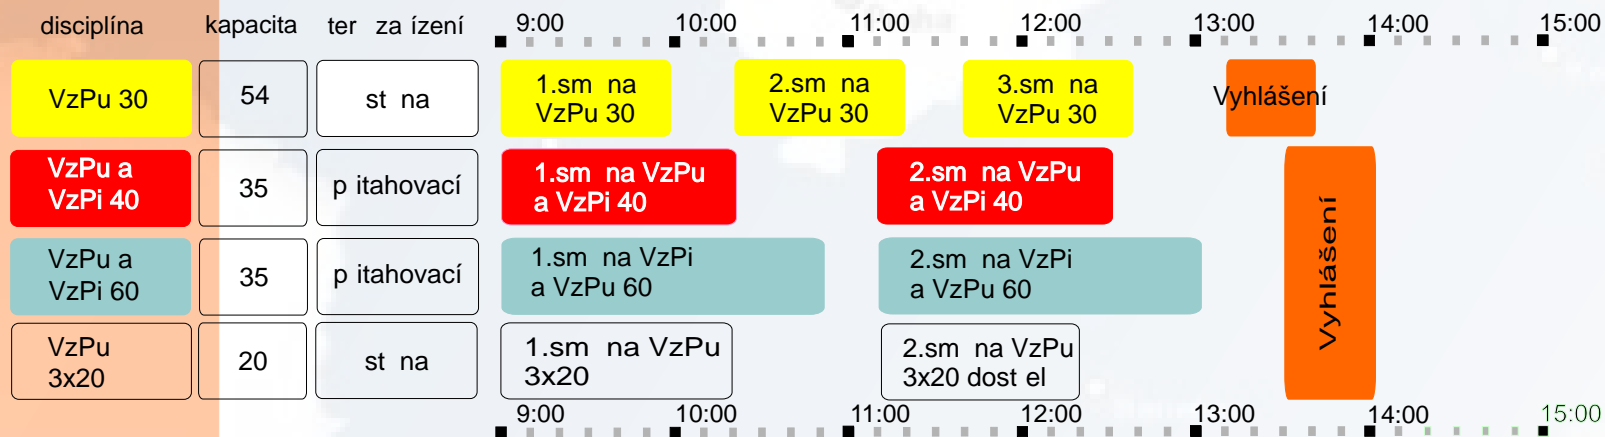 disciplína kapacita ter za ízení 9:00 10:00 11:00 12:00 13:00 14:00 15:00
VzPu 30 54 st na 1.sm na VzPu 30 2.sm na VzPu 30 3.sm na VzPu 30 Vyhlášení
VzPu a
VzPi 40
35
p itahovací
1.sm na VzPu
a VzPi 40
2.sm na VzPu
a VzPi 40
VzPu a
VzPi 60
35
p itahovací
1.sm na VzPi
a VzPu 60
2.sm na VzPi
a VzPu 60
Vyhlášení
VzPu
3x20
20
st na
1.sm na VzPu
3x20
2.sm na VzPu
3x20 dost el
9:00 10:00 11:00 12:00 13:00 14:00 15:00